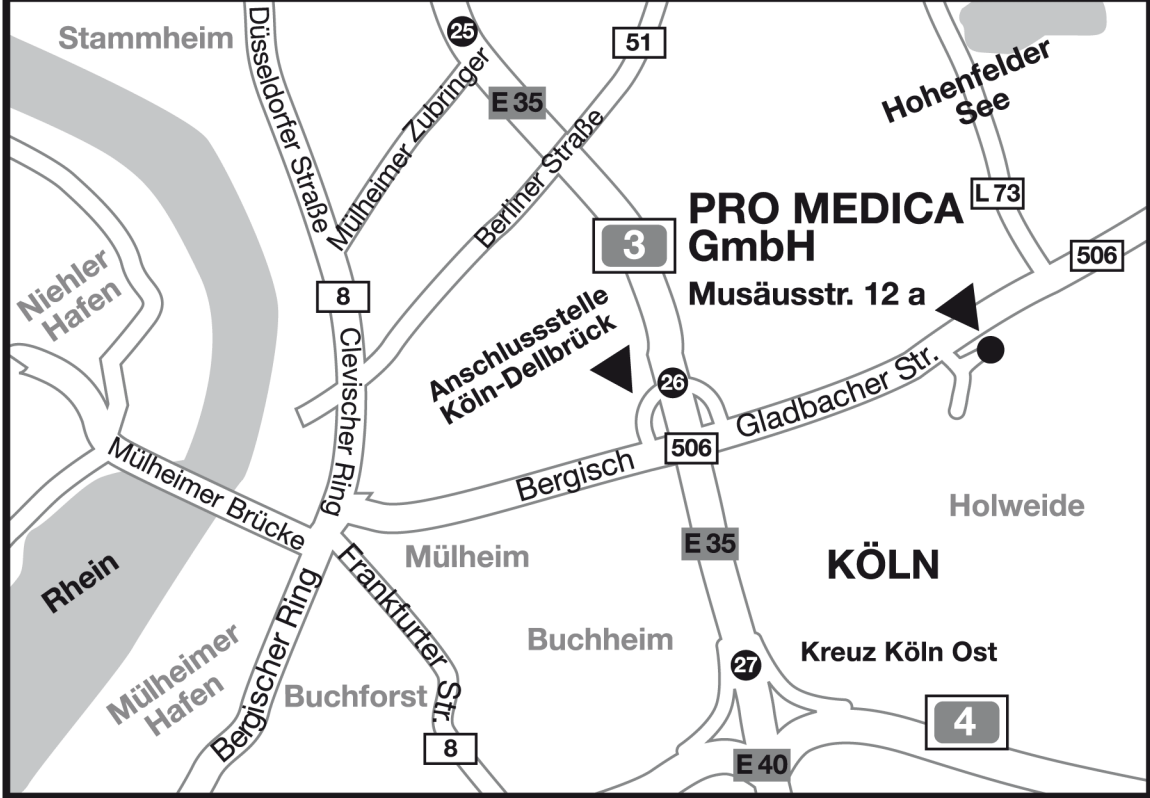 Stammheim
Düsseldorfer Straße
25
Mülheimer Zubringer
E 35
51
Berliner Straße
Hohenfelder
See
L 73
PRO MEDICA
GmbH
Musäusstr. 12 a
3
506
Niehler
Hafen
8
Anschlussstelle
Köln-Dellbrück
26
Clevischer Ring
Gladbacher Str.
506
Bergisch
Mülheimer Brücke
Holweide
E 35
KÖLN
Mülheim
Rhein
Frankfurter
Str.
Bergischer Ring
Buchheim
27
Kreuz Köln Ost
Mülheimer
Hafen
Buchforst
4
8
E 40